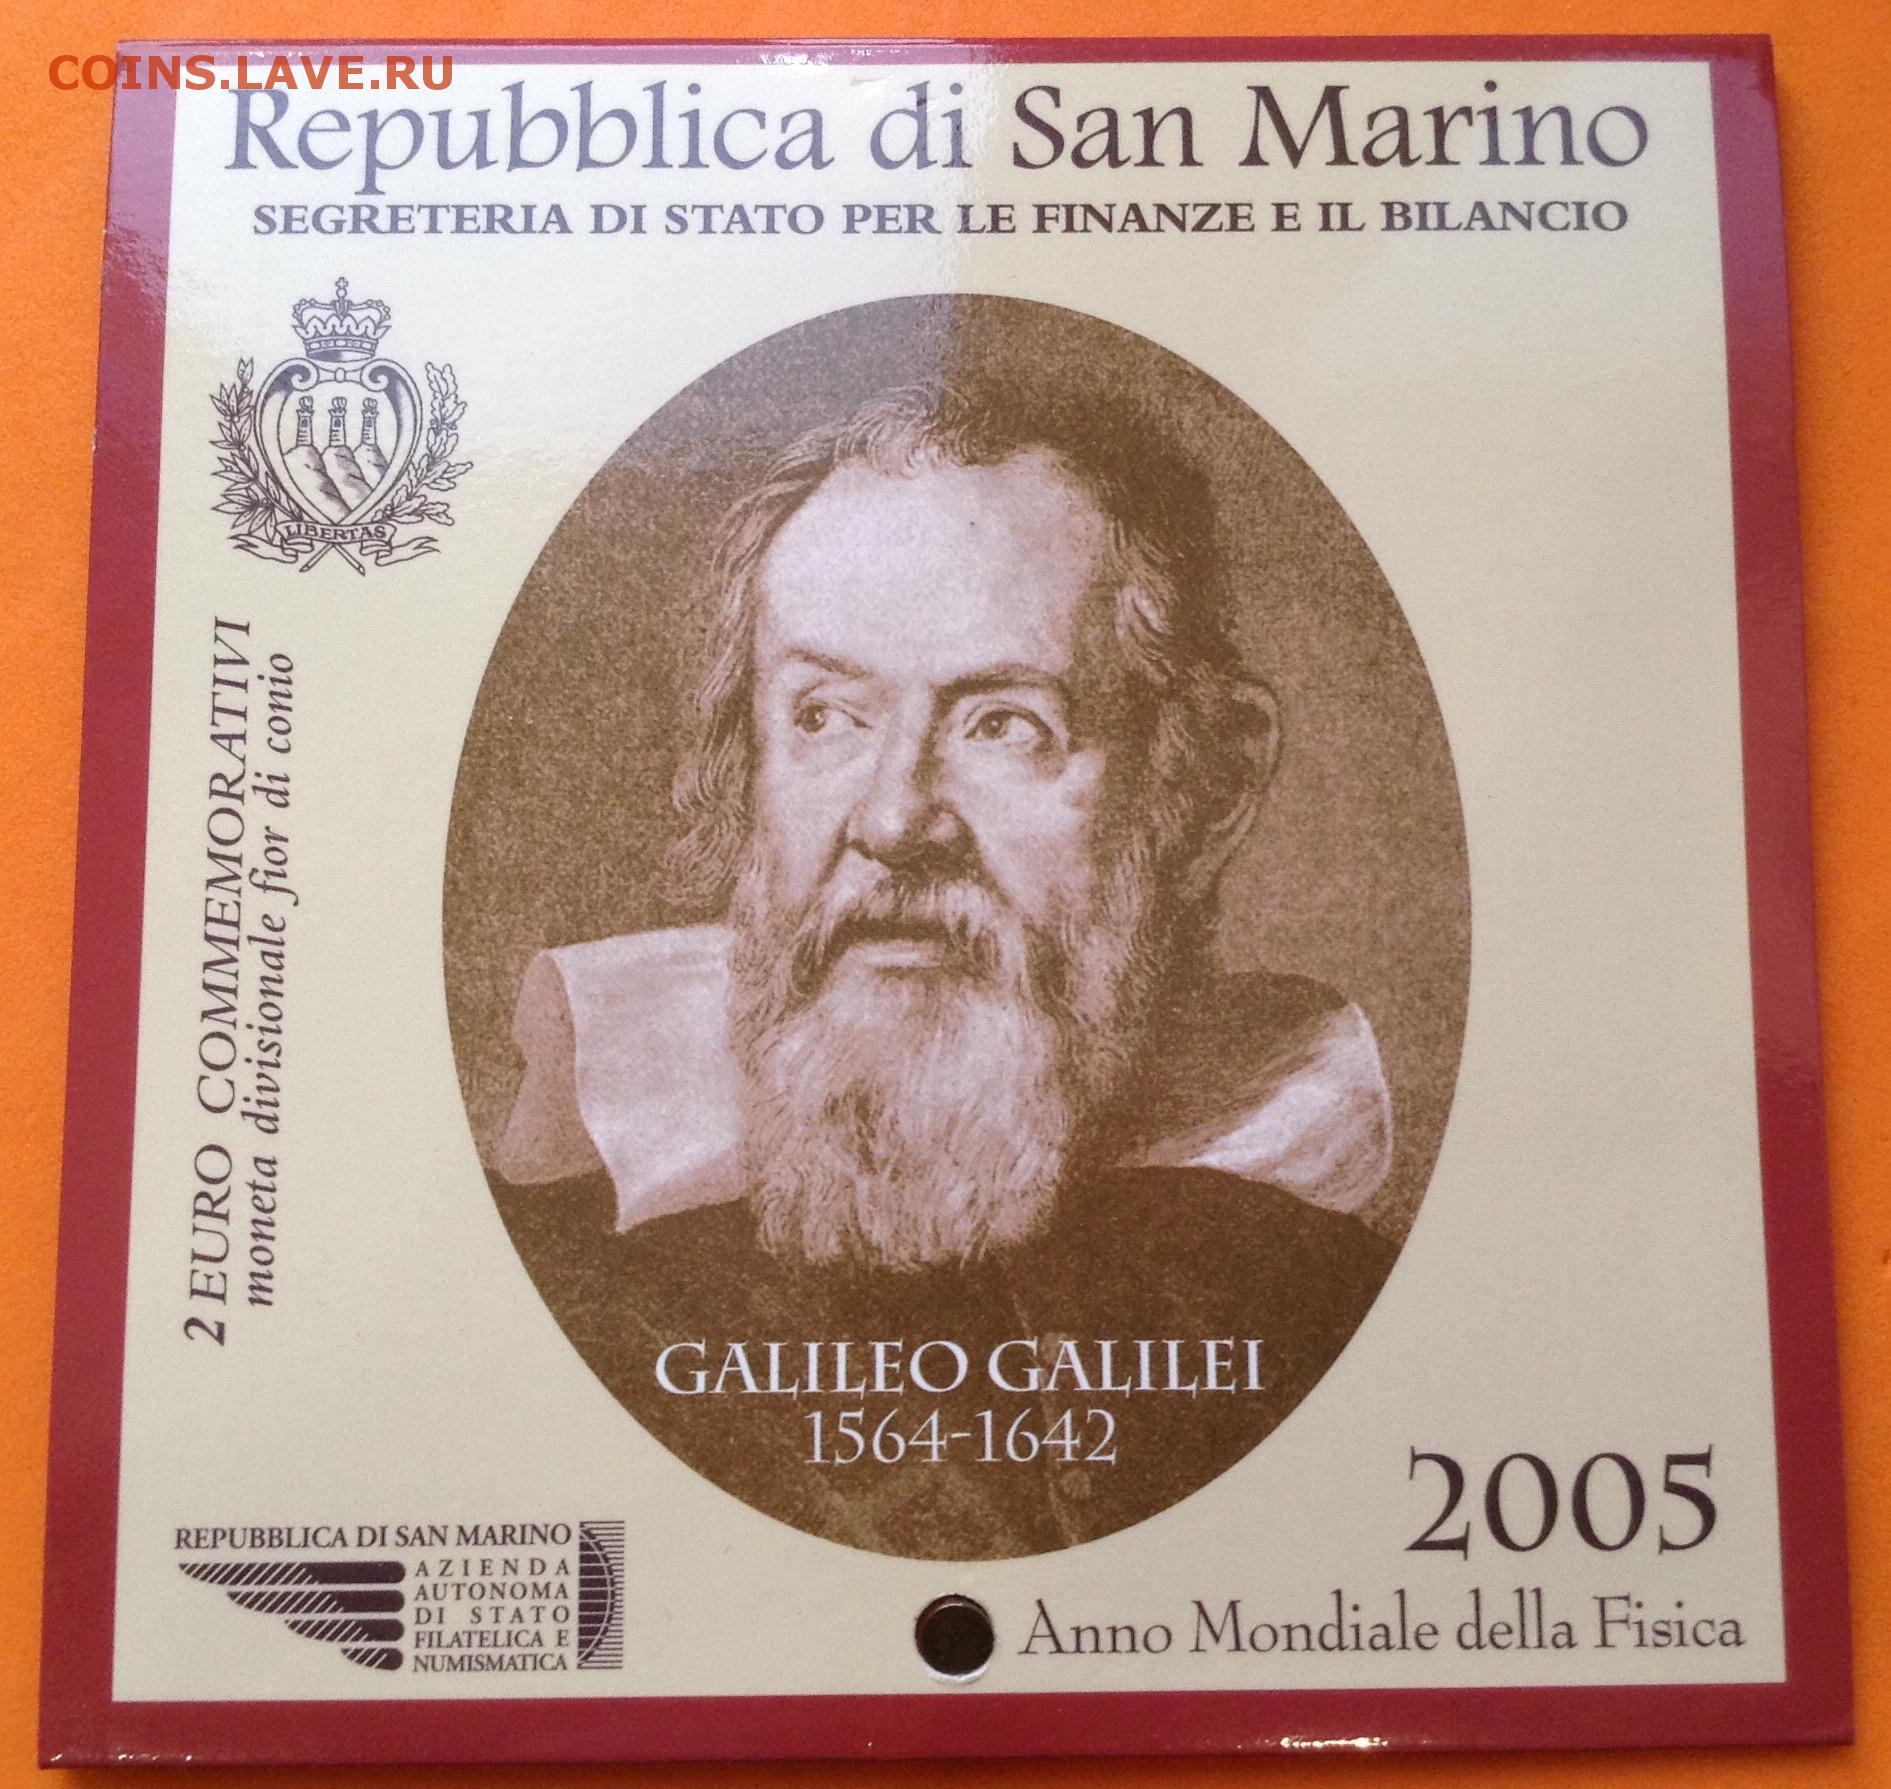 COINS.LAVE.RU
Repubblica di San Marino
SEGRETERIA DI STATO PER LE FINANZE E IL BILANCIO
LIBERTAS
2 EURO COMMEMORATIVI
moneta divisionale fior di conio
GALILEO GALILEI
1564-1642
2005
Anno Mondiale della Fisica
REPUBBLICA DI SAN MARINO
AZIENDA
AUTONOMA
DI STATO
FILATELICA E
NUMISMATICA